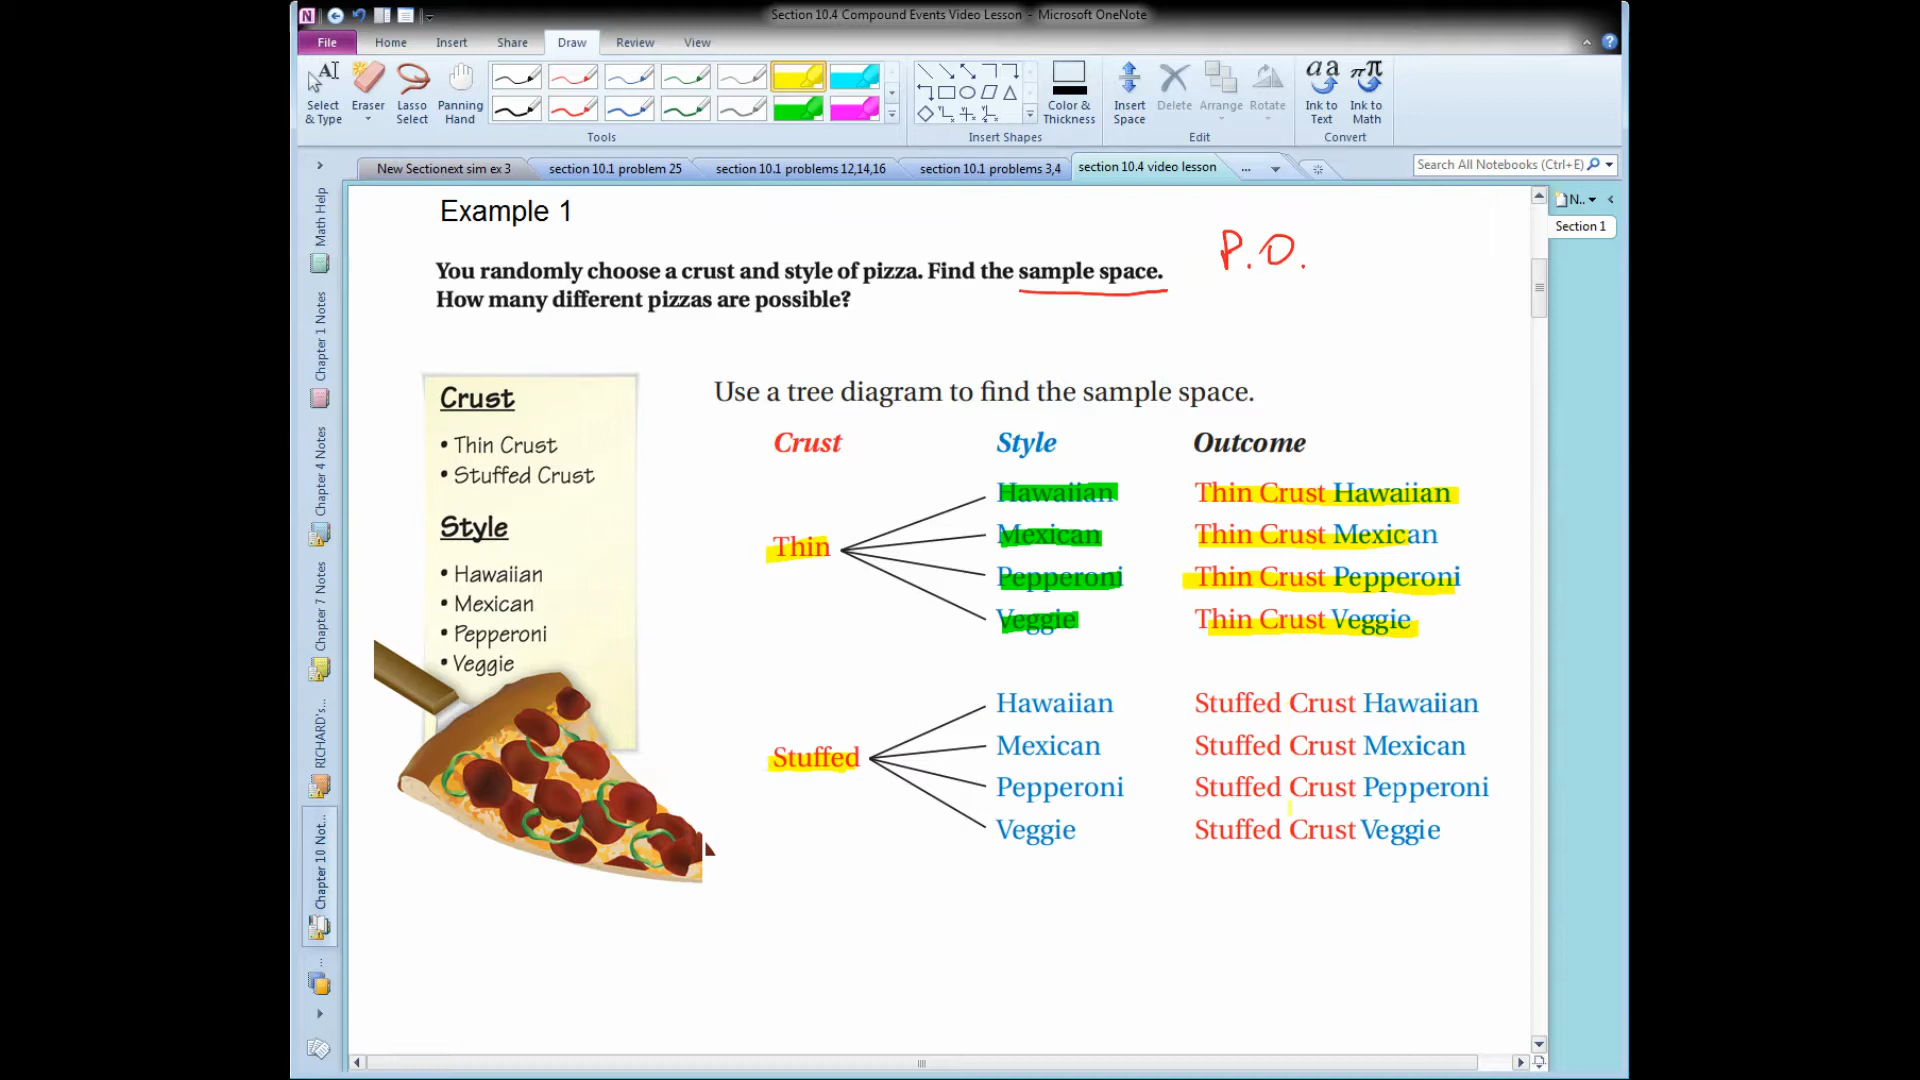 Section 10.4 Compound Events Video Lesson - Microsoft OneNote
File Home Insert Share Draw Review View
Select & Type
Eraser
Lasso Select
Panning Hand
Tools
Insert Shapes
Color & Thickness
Insert Space
Delete
Arrange
Rotate
Edit
Ink to Text
Ink to Math
Convert
New Sectionext sim ex 3
section 10.1 problem 25
section 10.1 problems 12,14,16
section 10.1 problems 3,4
section 10.4 video lesson
...
Search All Notebooks (Ctrl+E)
N..
Section 1
Math Help
Chapter 1 Notes
Chapter 4 Notes
Chapter 7 Notes
RICHARD's...
Chapter 10 Not...
Example 1
P.O.
You randomly choose a crust and style of pizza. Find the sample space.
How many different pizzas are possible?
Crust
• Thin Crust
• Stuffed Crust
Style
• Hawaiian
• Mexican
• Pepperoni
• Veggie
Use a tree diagram to find the sample space.
Crust Style Outcome
Thin
Hawaiian Thin Crust Hawaiian
Mexican Thin Crust Mexican
Pepperoni Thin Crust Pepperoni
Veggie Thin Crust Veggie
Stuffed
Hawaiian Stuffed Crust Hawaiian
Mexican Stuffed Crust Mexican
Pepperoni Stuffed Crust Pepperoni
Veggie Stuffed Crust Veggie